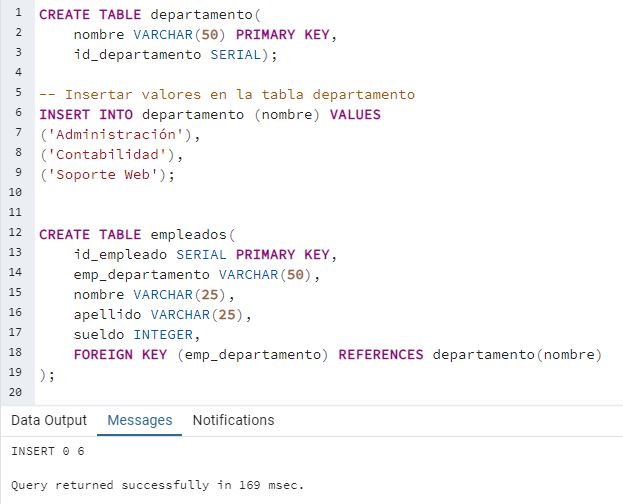 1 CREATE TABLE departamento(
2 nombre VARCHAR(50) PRIMARY KEY,
3 id_departamento SERIAL);
4
5 -- Insertar valores en la tabla departamento
6 INSERT INTO departamento (nombre) VALUES
7 ('Administración'),
8 ('Contabilidad'),
9 ('Soporte Web');
10
11
12 CREATE TABLE empleados(
13 id_empleado SERIAL PRIMARY KEY,
14 emp_departamento VARCHAR(50),
15 nombre VARCHAR(25),
16 apellido VARCHAR(25),
17 sueldo INTEGER,
18 FOREIGN KEY (emp_departamento) REFERENCES departamento(nombre)
19 );
20
Data Output Messages Notifications
INSERT 0 6
Query returned successfully in 169 msec.